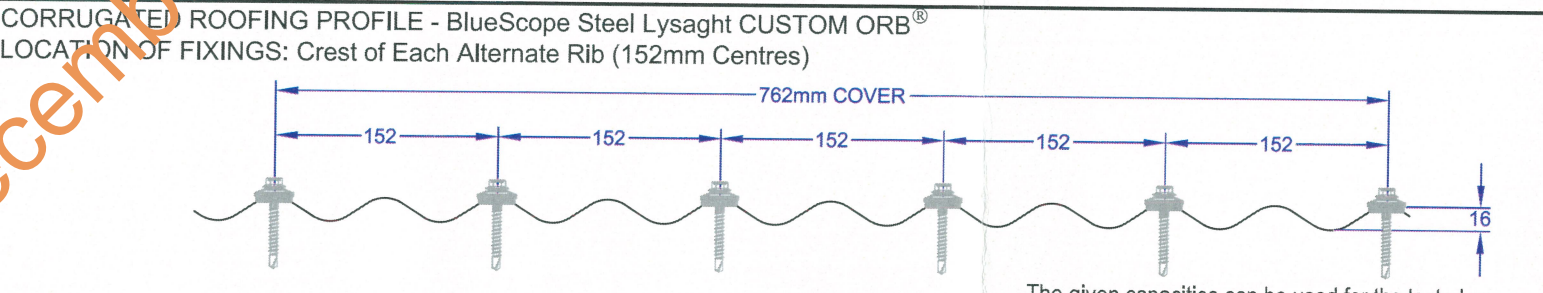 CORRUGATED ROOFING PROFILE - BlueScope Steel Lysaght CUSTOM ORB®
LOCATION OF FIXINGS: Crest of Each Alternate Rib (152mm Centres)
762mm COVER
152 152 152 152 152
16
The given capacities can be used for the tested